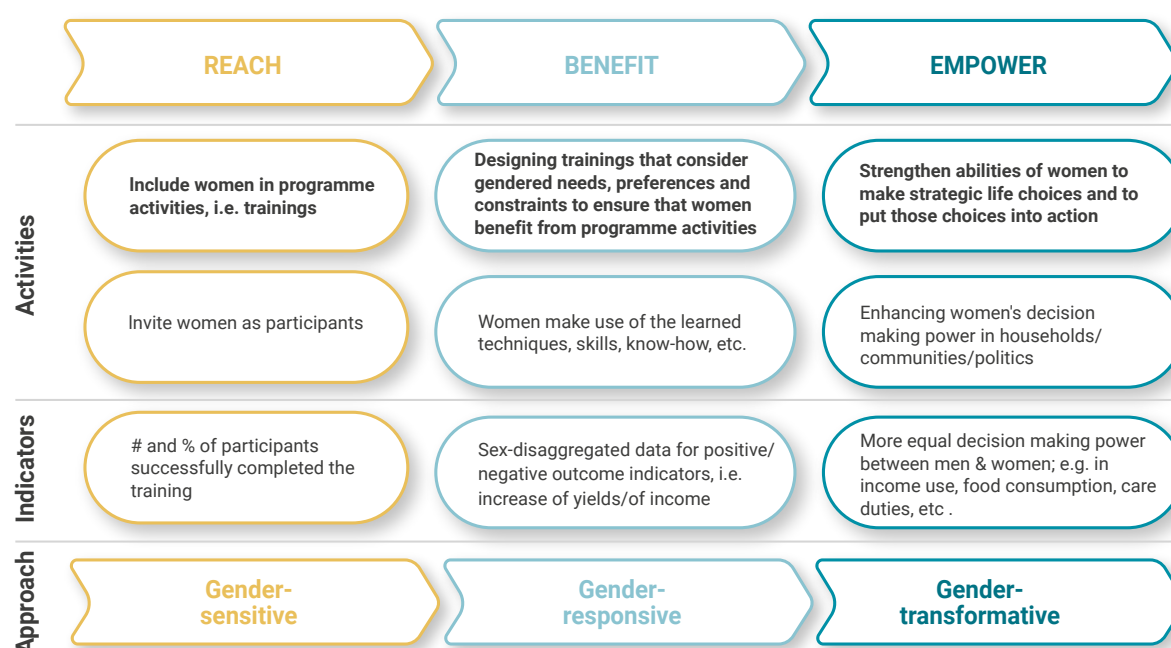 REACH
BENEFIT
EMPOWER
Activities
Include women in programme
activities, i.e. trainings
Designing trainings that consider
gendered needs, preferences and
constraints to ensure that women
benefit from programme activities
Strengthen abilities of women to
make strategic life choices and to
put those choices into action
Invite women as participants
Women make use of the learned
techniques, skills, know-how, etc.
Enhancing women's decision
making power in households/
communities/politics
Indicators
# and % of participants
successfully completed the
training
Sex-disaggregated data for positive/
negative outcome indicators, i.e.
increase of yields/of income
More equal decision making power
between men & women; e.g. in
income use, food consumption, care
duties, etc .
Approach
Gender-
sensitive
Gender-
responsive
Gender-
transformative